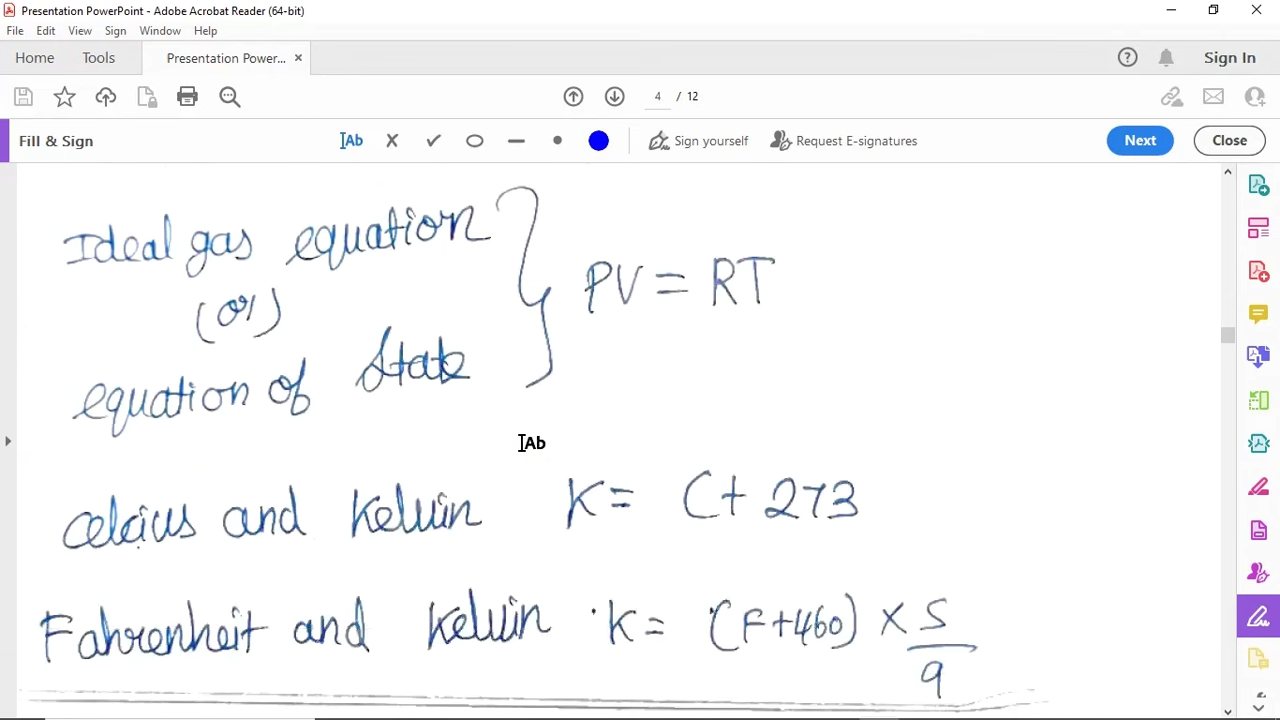 Presentation PowerPoint - Adobe Acrobat Reader (64-bit)
File Edit View Sign Window Help
Home Tools Presentation Power... × Sign In
4 / 12
Fill & Sign Ab Sign yourself Request E-signatures Next Close
Ideal gas equation
(or)
equation of State
PV = RT
Ab
Celcius and Kelvin K = C + 273
Fahrenheit and Kelvin K = (F+460) × 5/9